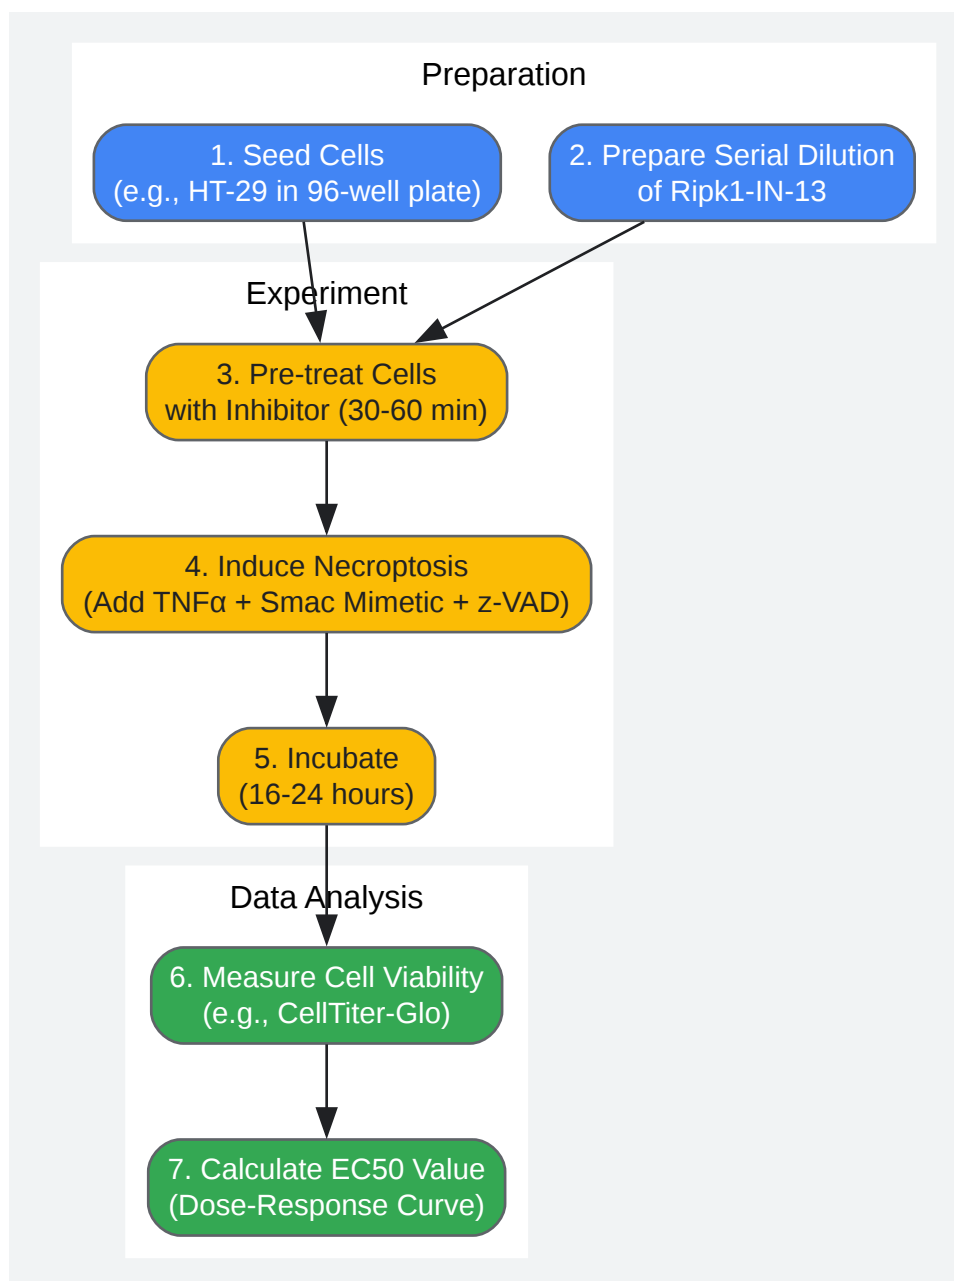 Preparation
1. Seed Cells
(e.g., HT-29 in 96-well plate)
2. Prepare Serial Dilution
of Ripk1-IN-13
Experiment
3. Pre-treat Cells
with Inhibitor (30-60 min)
4. Induce Necroptosis
(Add TNFα + Smac Mimetic + z-VAD)
5. Incubate
(16-24 hours)
Data Analysis
6. Measure Cell Viability
(e.g., CellTiter-Glo)
7. Calculate EC50 Value
(Dose-Response Curve)